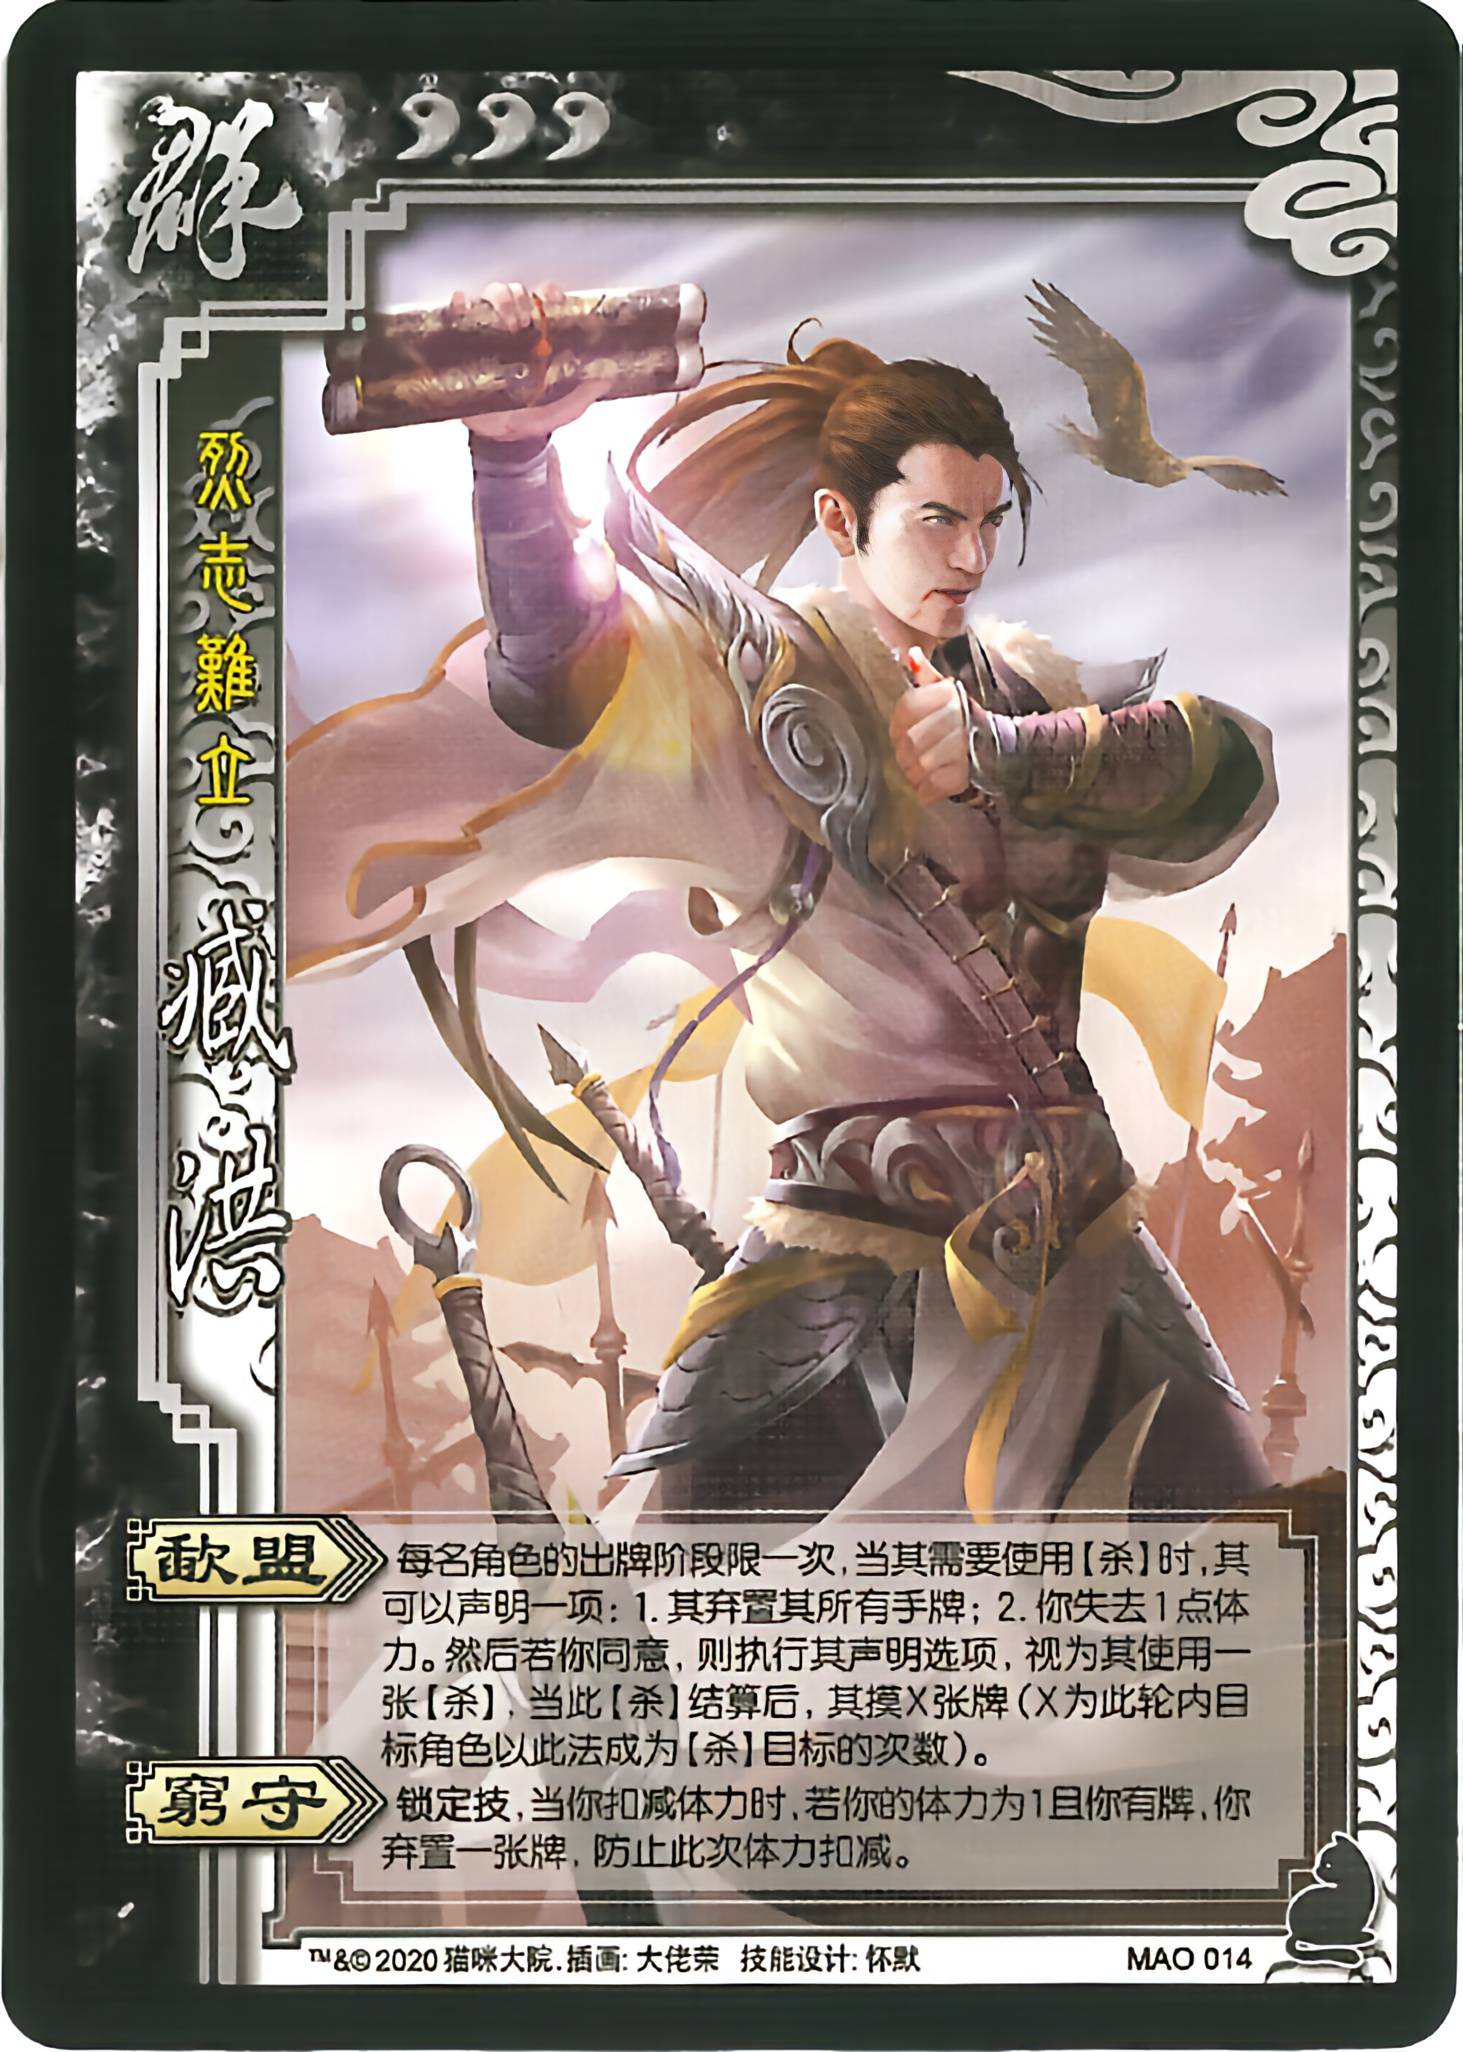 群
烈志難立
臧洪
歃盟
每名角色的出牌阶段限一次,当其需要使用【杀】时,其
可以声明一项:1.其弃置其所有手牌;2.你失去1点体
力。然后若你同意,则执行其声明选项,视为其使用一
张【杀】,当此【杀】结算后,其摸X张牌(X为此轮内目
标角色以此法成为【杀】目标的次数)。
窮守
锁定技,当你扣减体力时,若你的体力为1且你有牌,你
弃置一张牌,防止此次体力扣减。
™&©2020猫咪大院.插画:大佬荣 技能设计:怀默
MAO 014